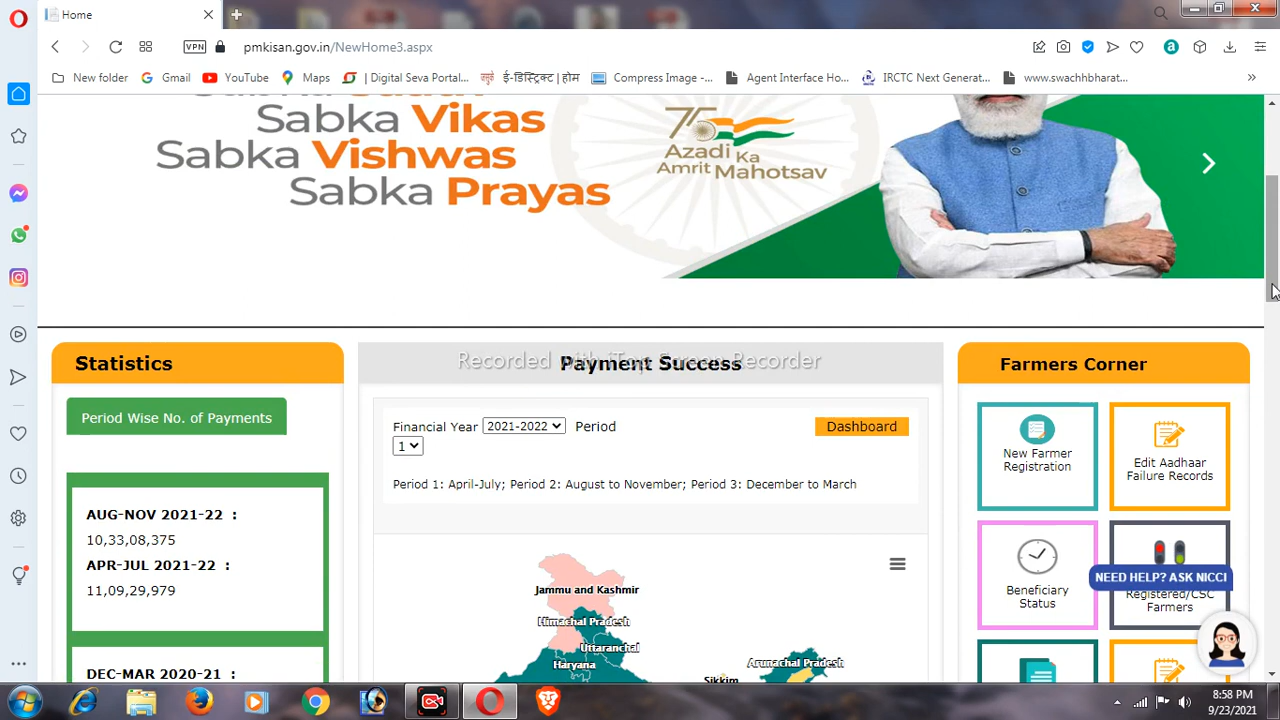 Home
VPN
pmkisan.gov.in/NewHome3.aspx
New folder
Gmail
YouTube
Maps
| Digital Seva Portal...
ई-डिस्ट्रिक्ट | होम
Compress Image -...
Agent Interface Ho...
IRCTC Next Generat...
www.swachhbharat...
Sabka Vikas
Sabka Vishwas
Sabka Prayas
75
Azadi Ka
Amrit Mahotsav
Statistics
Period Wise No. of Payments
AUG-NOV 2021-22 :
10,33,08,375
APR-JUL 2021-22 :
11,09,29,979
DEC-MAR 2020-21 :
Payment Success
Recorded with iTop Screen Recorder
Financial Year 2021-2022 Period
1
Dashboard
Period 1: April-July; Period 2: August to November; Period 3: December to March
Jammu and Kashmir
Himachal Pradesh
Uttaranchal
Haryana
Arunachal Pradesh
Sikkim
Farmers Corner
New Farmer
Registration
Edit Aadhaar
Failure Records
Beneficiary
Status
Registered/CSC
Farmers
NEED HELP? ASK NICCI
8:58 PM
9/23/2021